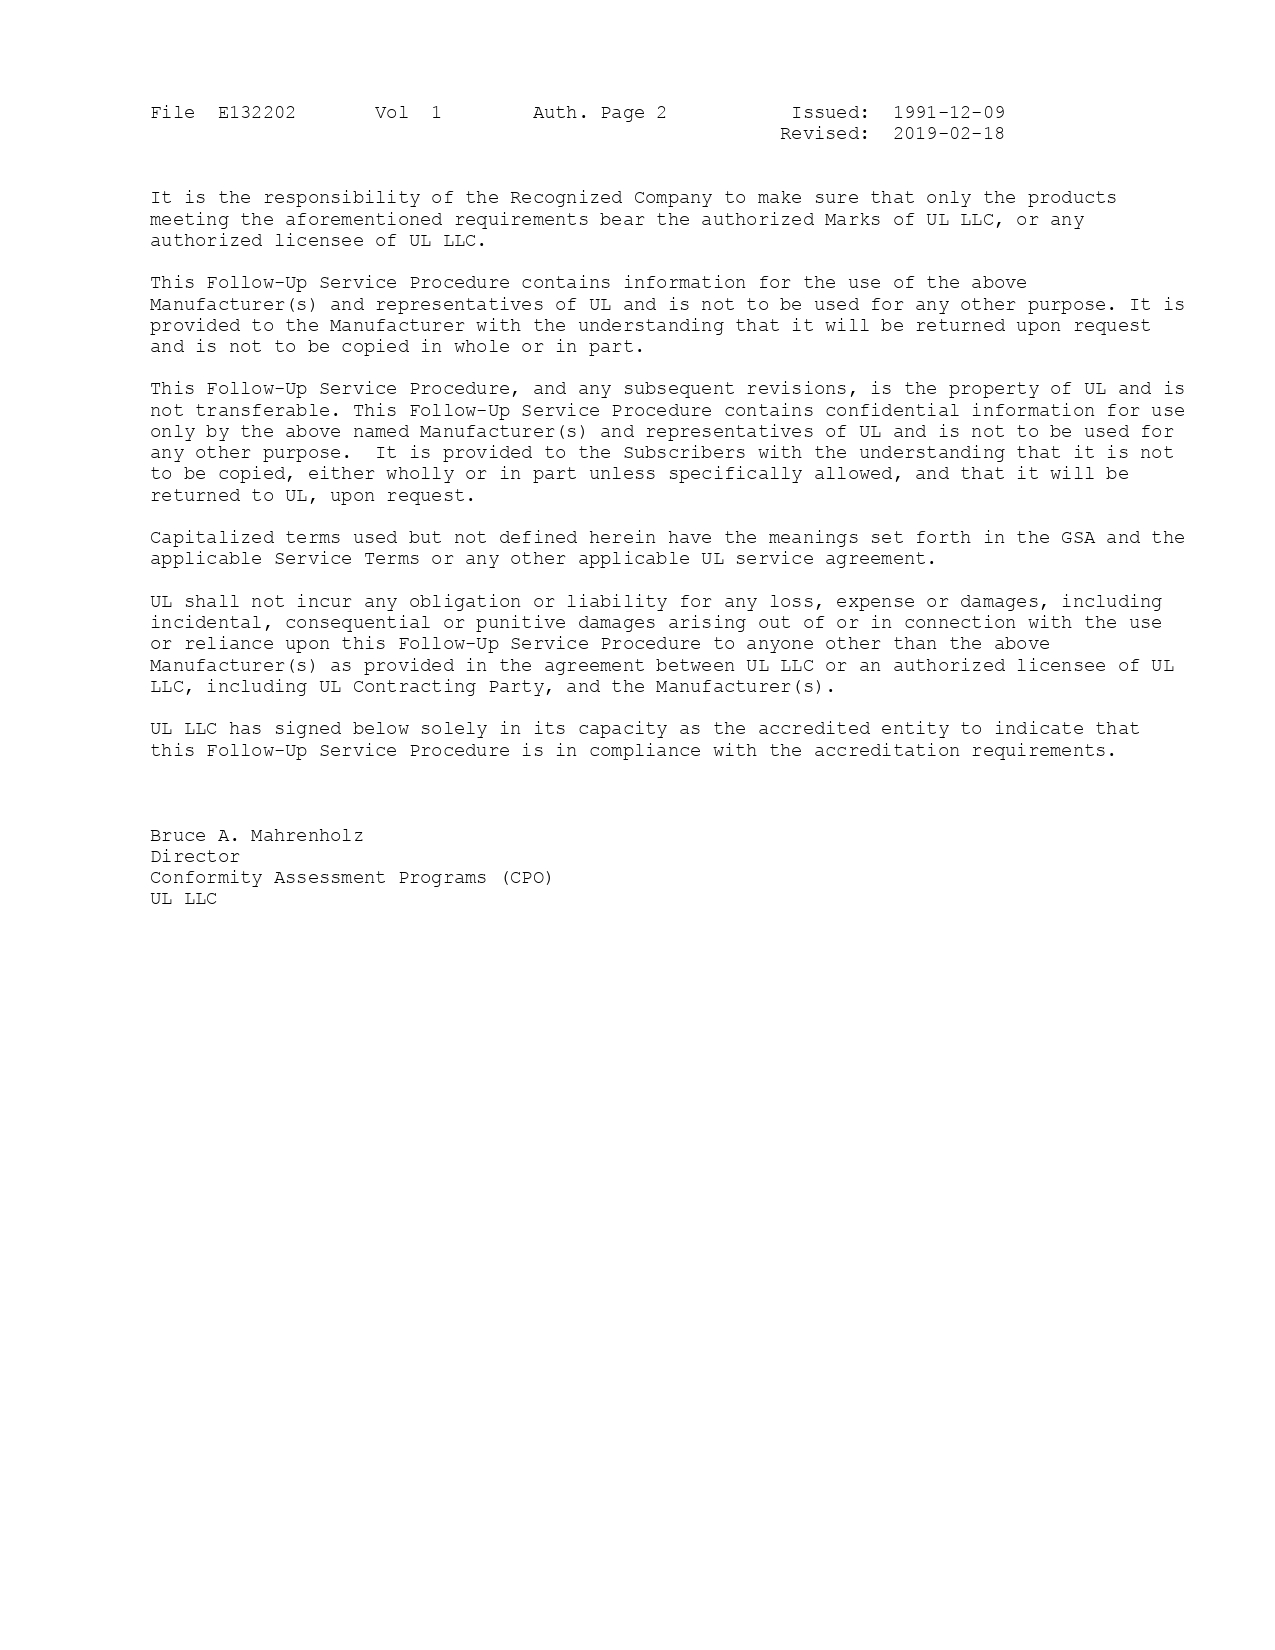 File  E132202       Vol  1        Auth. Page 2           Issued:  1991-12-09
Revised:  2019-02-18
It is the responsibility of the Recognized Company to make sure that only the products
meeting the aforementioned requirements bear the authorized Marks of UL LLC, or any
authorized licensee of UL LLC.
This Follow-Up Service Procedure contains information for the use of the above
Manufacturer(s) and representatives of UL and is not to be used for any other purpose. It is
provided to the Manufacturer with the understanding that it will be returned upon request
and is not to be copied in whole or in part.
This Follow-Up Service Procedure, and any subsequent revisions, is the property of UL and is
not transferable. This Follow-Up Service Procedure contains confidential information for use
only by the above named Manufacturer(s) and representatives of UL and is not to be used for
any other purpose.  It is provided to the Subscribers with the understanding that it is not
to be copied, either wholly or in part unless specifically allowed, and that it will be
returned to UL, upon request.
Capitalized terms used but not defined herein have the meanings set forth in the GSA and the
applicable Service Terms or any other applicable UL service agreement.
UL shall not incur any obligation or liability for any loss, expense or damages, including
incidental, consequential or punitive damages arising out of or in connection with the use
or reliance upon this Follow-Up Service Procedure to anyone other than the above
Manufacturer(s) as provided in the agreement between UL LLC or an authorized licensee of UL
LLC, including UL Contracting Party, and the Manufacturer(s).
UL LLC has signed below solely in its capacity as the accredited entity to indicate that
this Follow-Up Service Procedure is in compliance with the accreditation requirements.
Bruce A. Mahrenholz
Director
Conformity Assessment Programs (CPO)
UL LLC